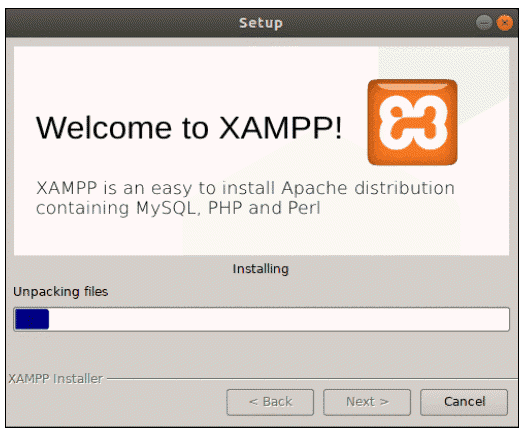 Setup
Welcome to XAMPP!
XAMPP is an easy to install Apache distribution
containing MySQL, PHP and Perl
Installing
Unpacking files
XAMPP Installer
< Back
Next >
Cancel